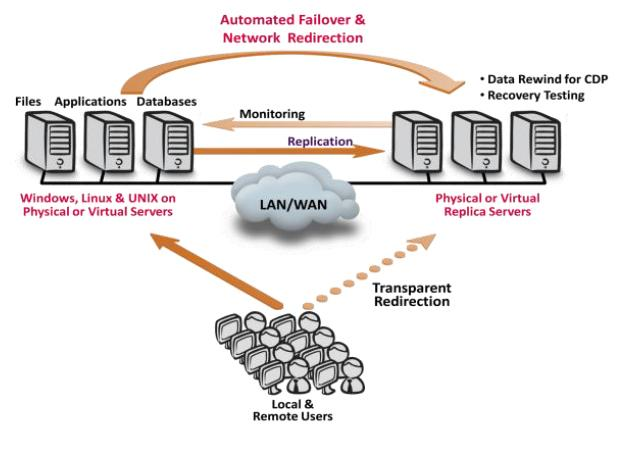 Automated Failover &
Network Redirection
• Data Rewind for CDP
• Recovery Testing
Files Applications Databases
Monitoring
Replication
Windows, Linux & UNIX on
Physical or Virtual Servers
LAN/WAN
Physical or Virtual
Replica Servers
Transparent
Redirection
Local &
Remote Users